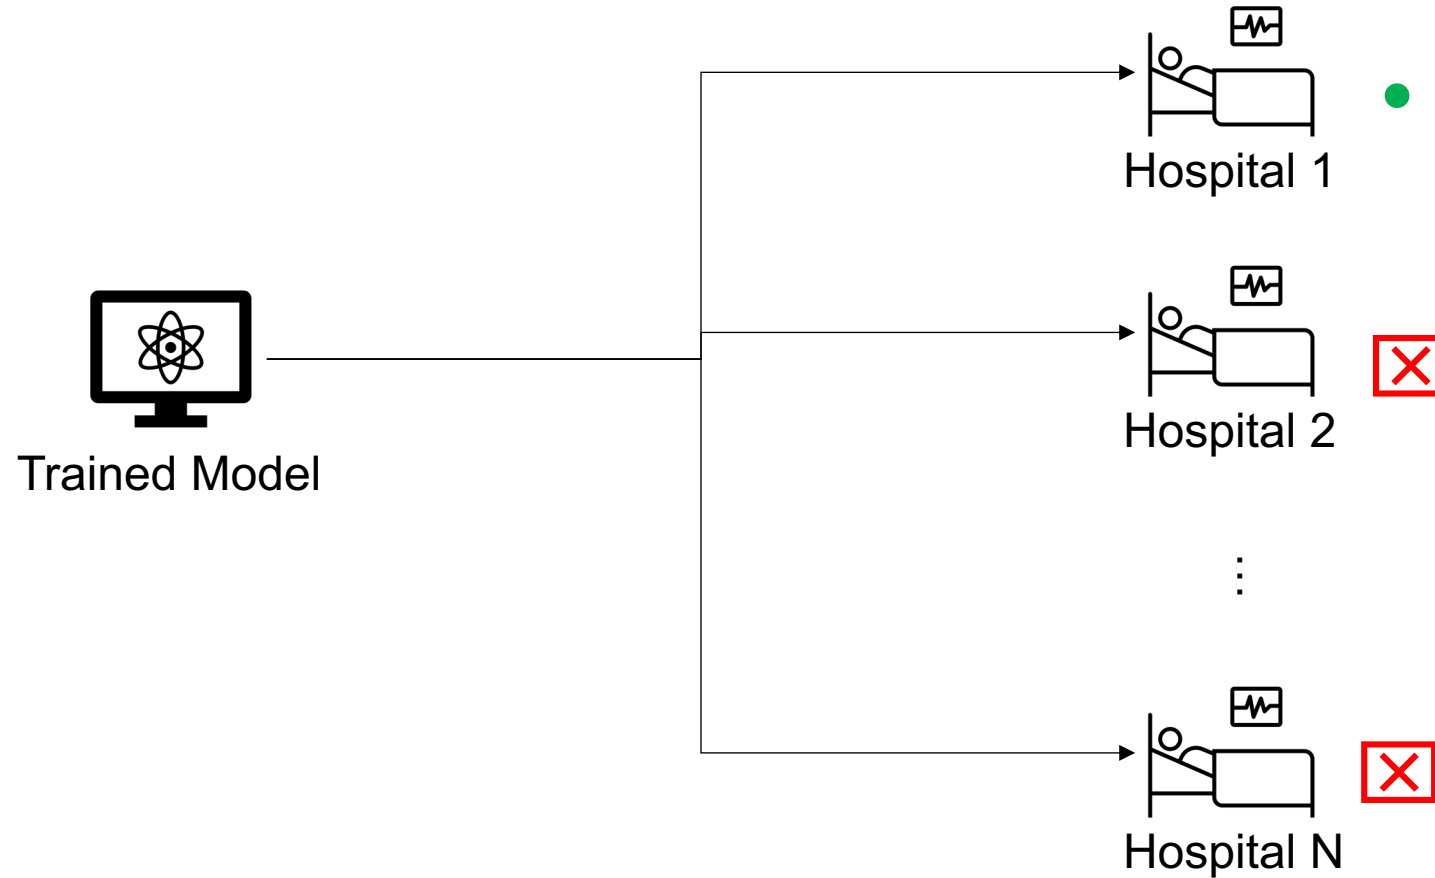 Hospital 1
Hospital 2
Trained Model
⋮
Hospital N